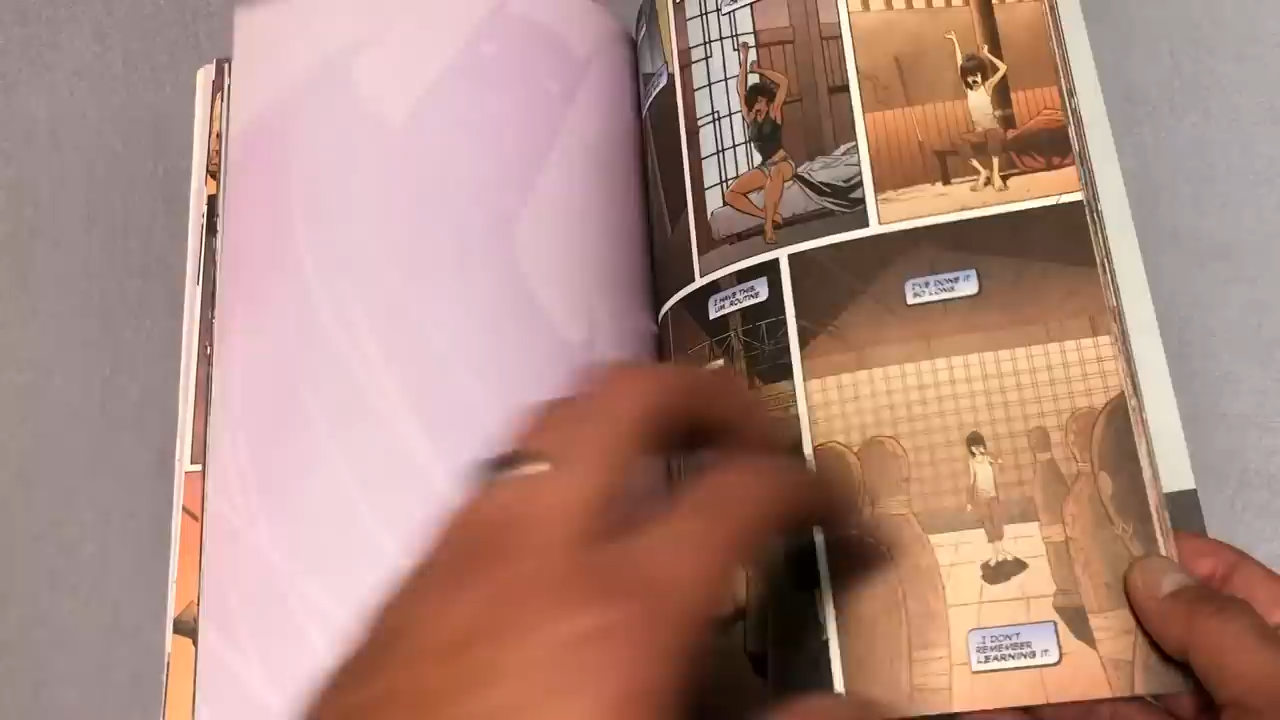 I HAVE THIS,
UM...ROUTINE
I'VE DONE IT
SO LONG,
...I DON'T
REMEMBER
LEARNING IT.